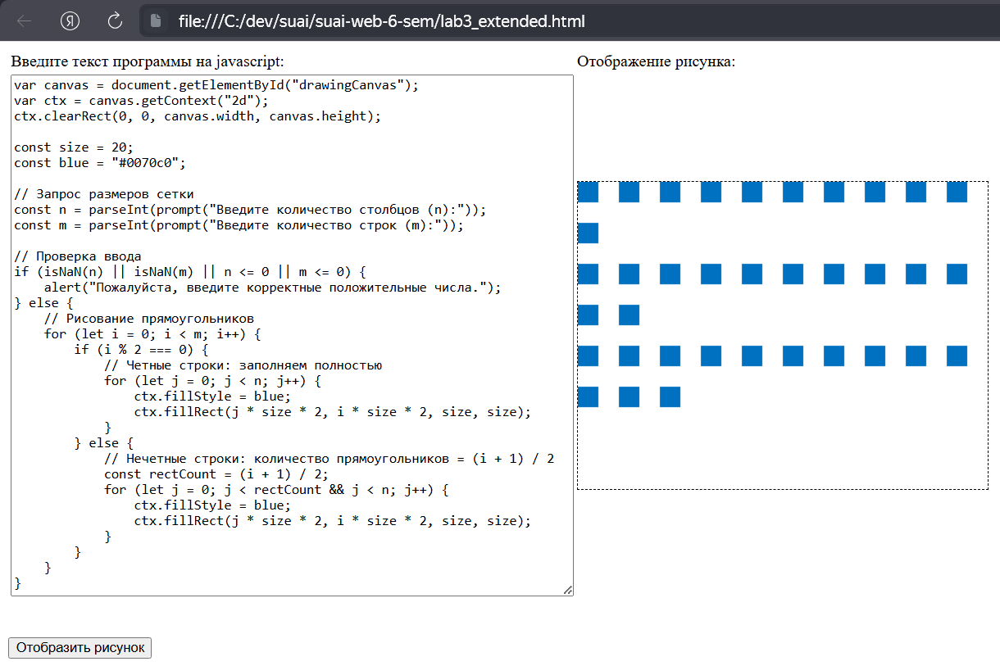 file:///C:/dev/suai/suai-web-6-sem/lab3_extended.html
Введите текст программы на javascript:
var canvas = document.getElementById("drawingCanvas");
var ctx = canvas.getContext("2d");
ctx.clearRect(0, 0, canvas.width, canvas.height);

const size = 20;
const blue = "#0070c0";

// Запрос размеров сетки
const n = parseInt(prompt("Введите количество столбцов (n):"));
const m = parseInt(prompt("Введите количество строк (m):"));

// Проверка ввода
if (isNaN(n) || isNaN(m) || n <= 0 || m <= 0) {
    alert("Пожалуйста, введите корректные положительные числа.");
} else {
    // Рисование прямоугольников
    for (let i = 0; i < m; i++) {
        if (i % 2 === 0) {
            // Четные строки: заполняем полностью
            for (let j = 0; j < n; j++) {
                ctx.fillStyle = blue;
                ctx.fillRect(j * size * 2, i * size * 2, size, size);
            }
        } else {
            // Нечетные строки: количество прямоугольников = (i + 1) / 2
            const rectCount = (i + 1) / 2;
            for (let j = 0; j < rectCount && j < n; j++) {
                ctx.fillStyle = blue;
                ctx.fillRect(j * size * 2, i * size * 2, size, size);
            }
        }
    }
}
Отображение рисунка:
Отобразить рисунок